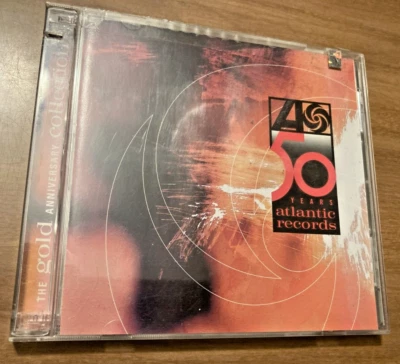 THE gold ANNIVERSARY collection
50
YEARS
atlantic
records